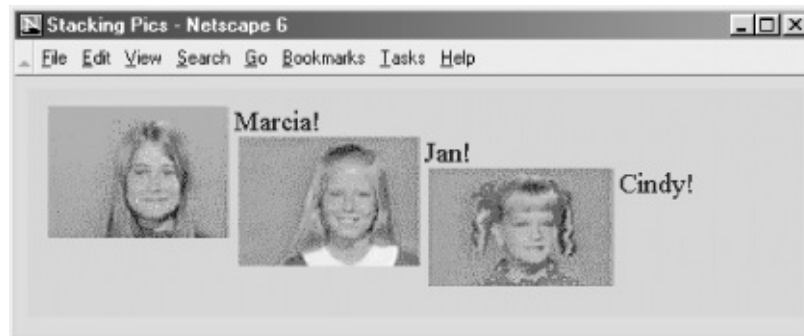 Stacking Pics - Netscape 6
File Edit View Search Go Bookmarks Tasks Help
Marcia!
Jan!
Cindy!